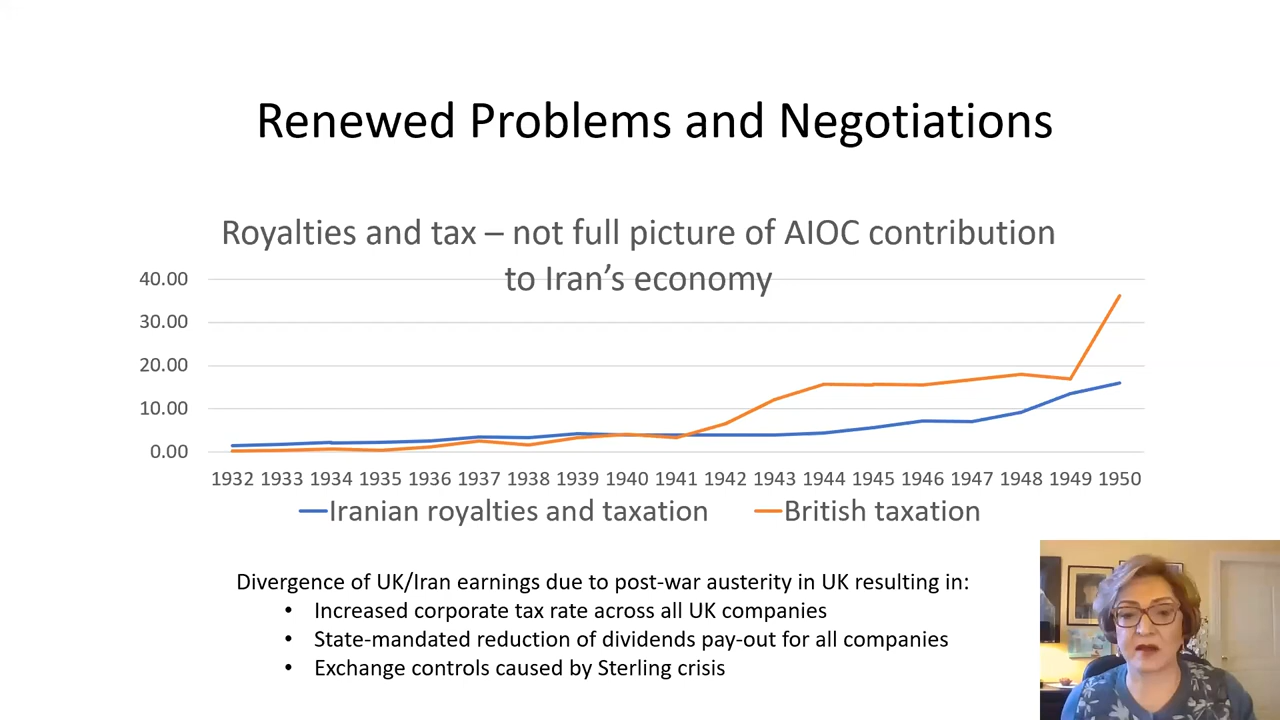 Renewed Problems and Negotiations
Royalties and tax – not full picture of AIOC contribution
to Iran’s economy
40.00
30.00
20.00
10.00
0.00
1932 1933 1934 1935 1936 1937 1938 1939 1940 1941 1942 1943 1944 1945 1946 1947 1948 1949 1950
Iranian royalties and taxation British taxation
Divergence of UK/Iran earnings due to post-war austerity in UK resulting in:
• Increased corporate tax rate across all UK companies
• State-mandated reduction of dividends pay-out for all companies
• Exchange controls caused by Sterling crisis